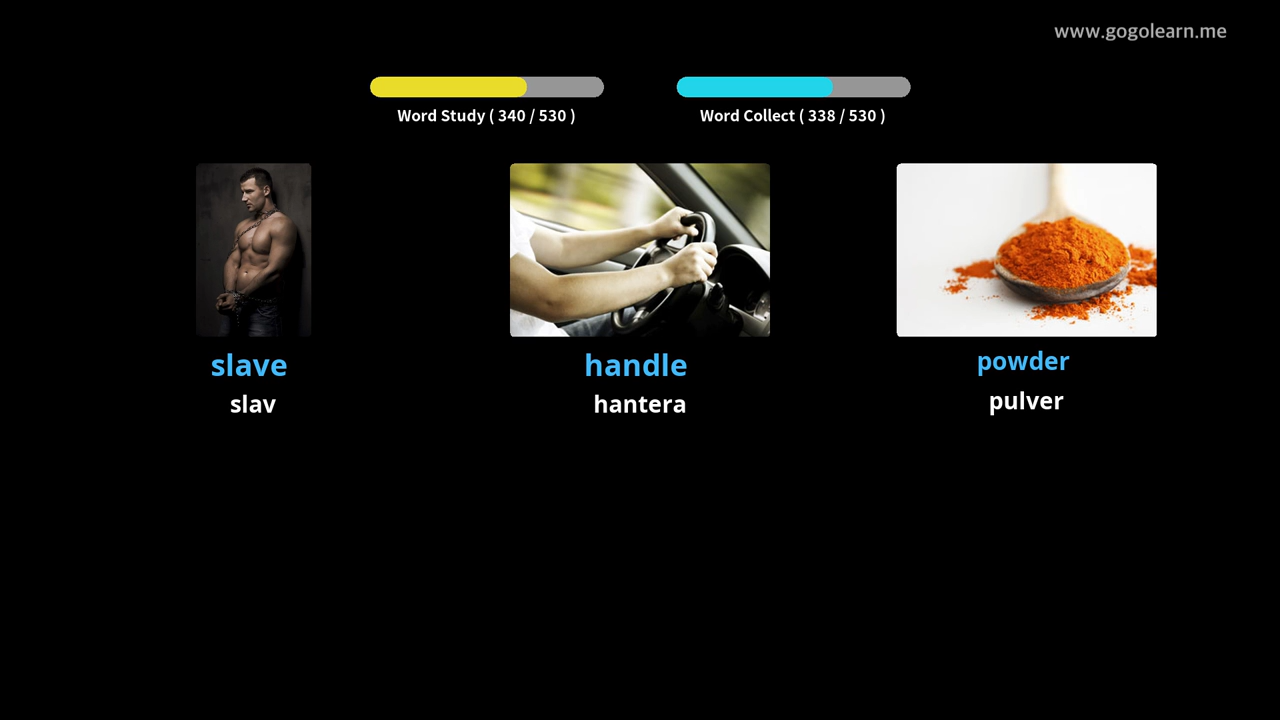 www.gogolearn.me
Word Study ( 340 / 530 )
Word Collect ( 338 / 530 )
slave
slav
handle
hantera
powder
pulver